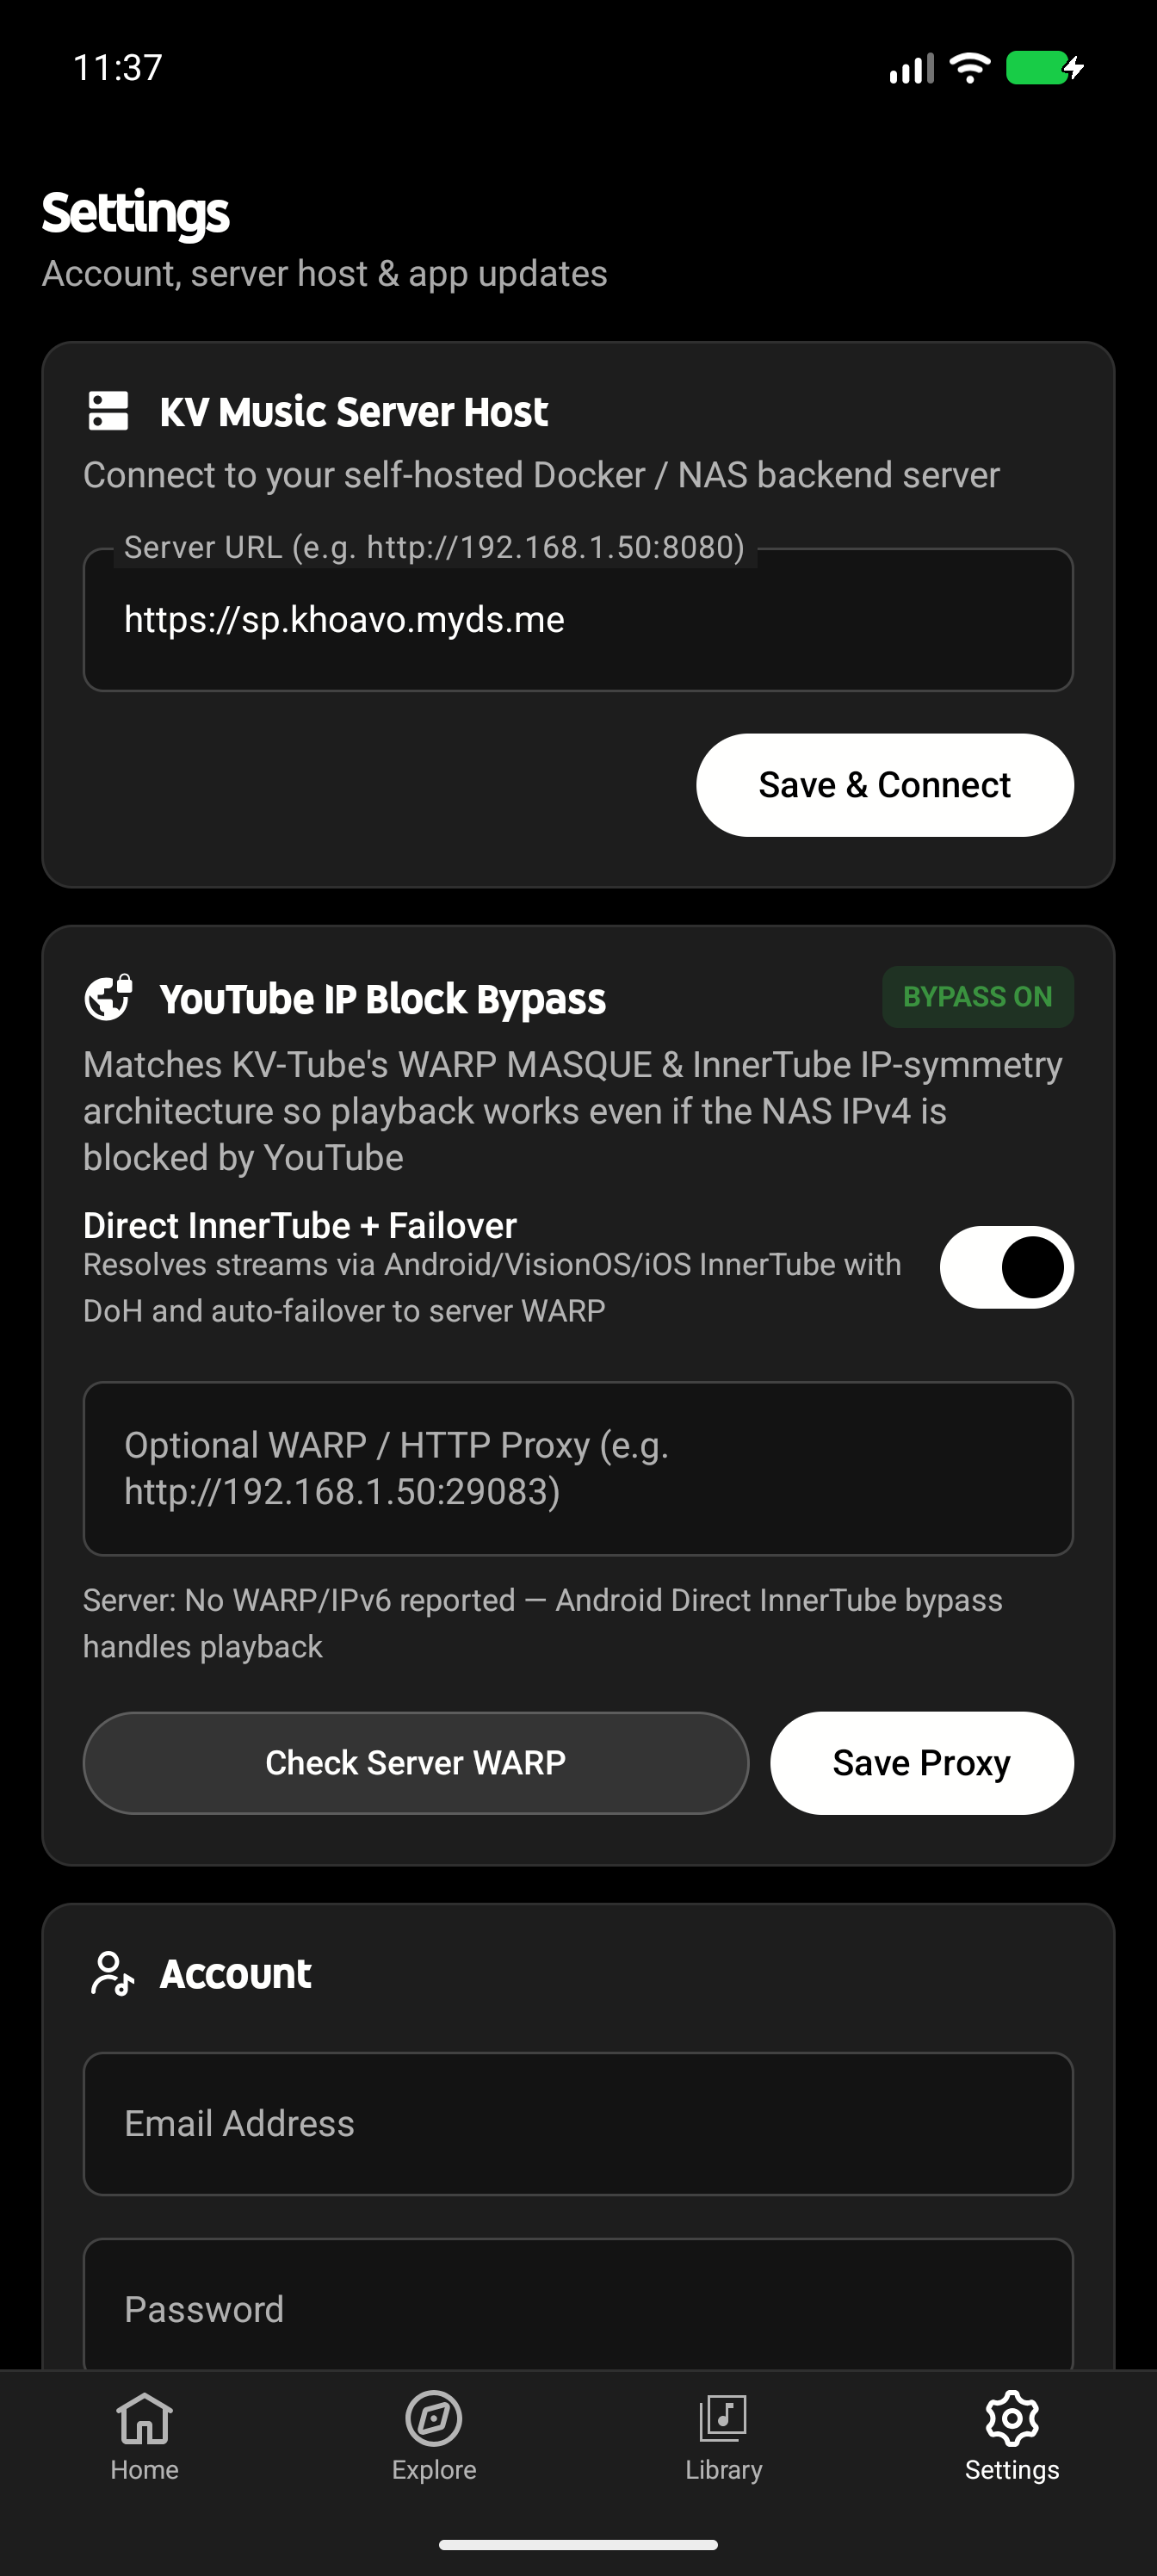 11:37
Settings
Account, server host & app updates
KV Music Server Host
Connect to your self-hosted Docker / NAS backend server
Server URL (e.g. http://192.168.1.50:8080)
https://sp.khoavo.myds.me
Save & Connect
YouTube IP Block Bypass
BYPASS ON
Matches KV-Tube's WARP MASQUE & InnerTube IP-symmetry
architecture so playback works even if the NAS IPv4 is
blocked by YouTube
Direct InnerTube + Failover
Resolves streams via Android/VisionOS/iOS InnerTube with
DoH and auto-failover to server WARP
Optional WARP / HTTP Proxy (e.g.
http://192.168.1.50:29083)
Server: No WARP/IPv6 reported — Android Direct InnerTube bypass
handles playback
Check Server WARP
Save Proxy
Account
Email Address
Password
Home
Explore
Library
Settings